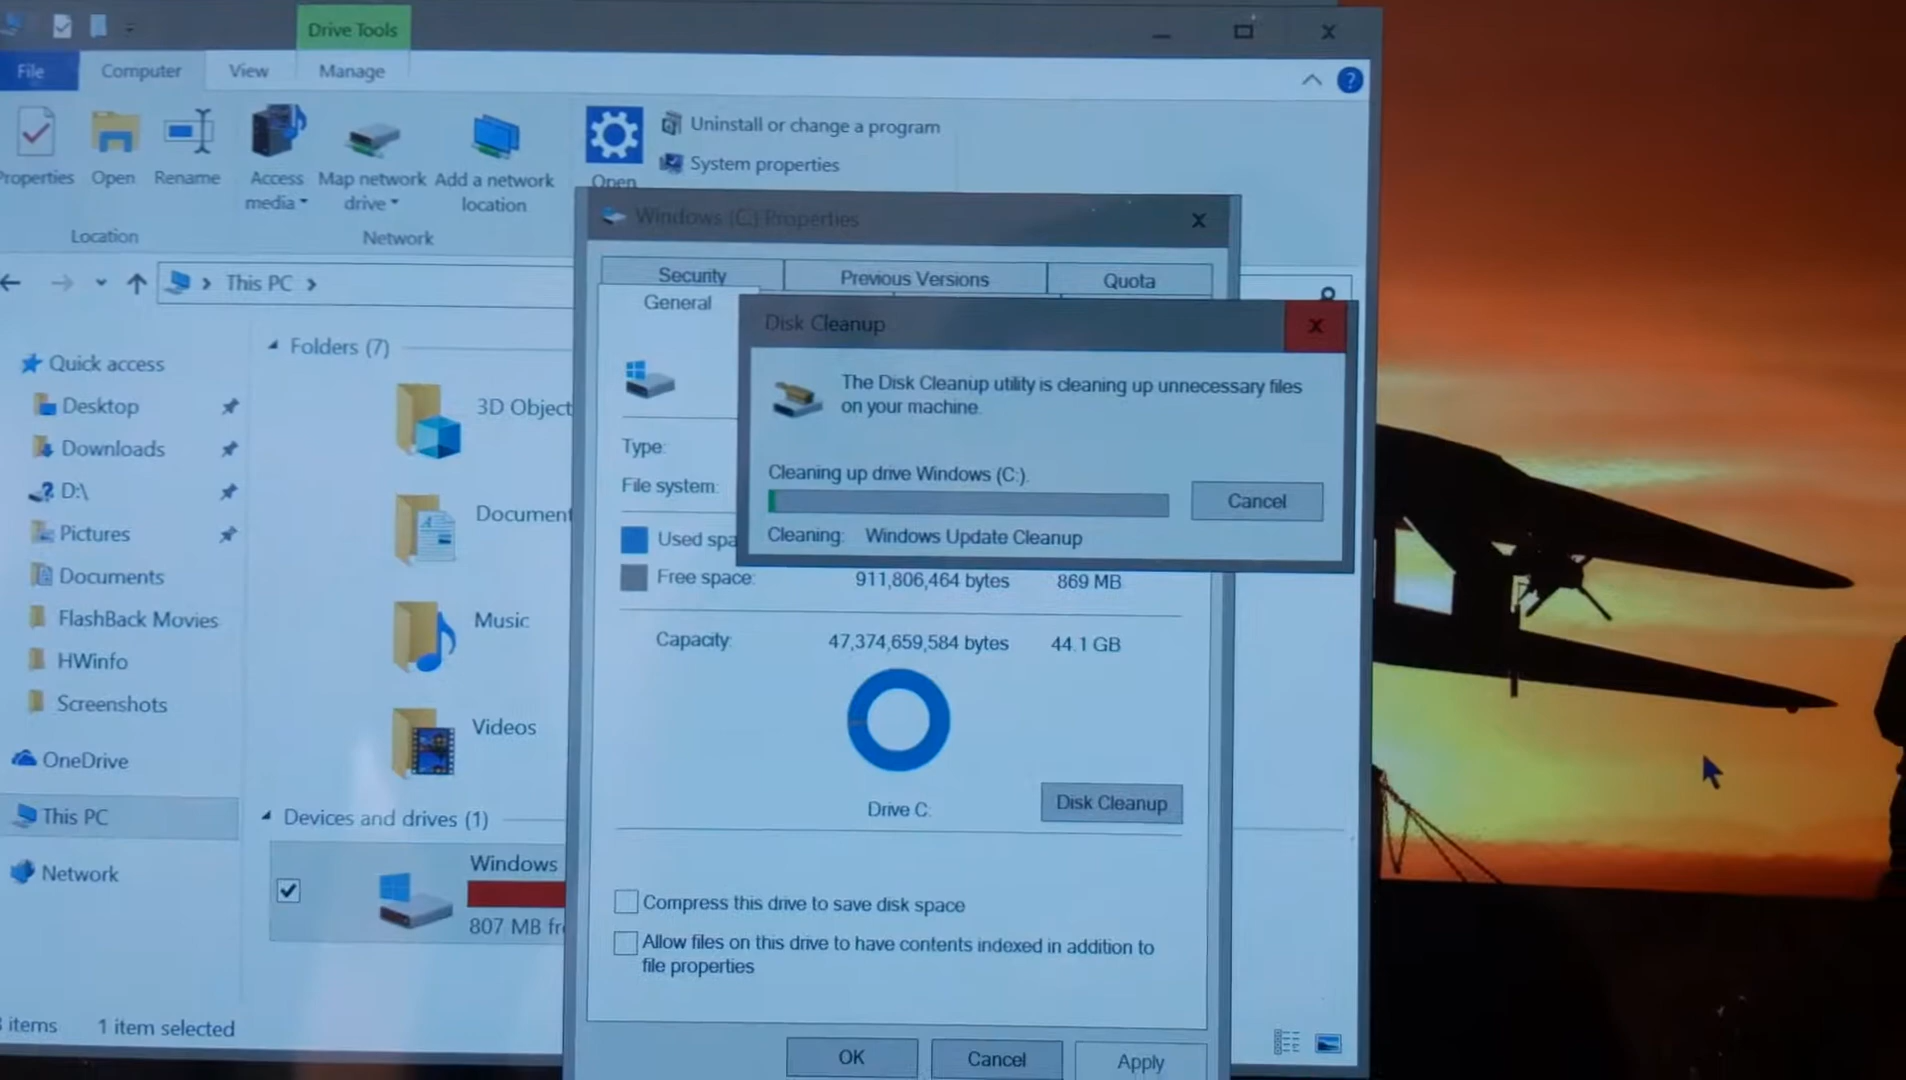 Drive Tools
File
Computer
View
Manage
Properties
Open
Rename
Access media
Map network drive
Add a network location
Open
Uninstall or change a program
System properties
Location
Network
This PC
Windows (C:) Properties
Security
Previous Versions
Quota
General
Disk Cleanup
The Disk Cleanup utility is cleaning up unnecessary files
on your machine.
Cleaning up drive Windows (C:).
Cancel
Cleaning: Windows Update Cleanup
Type:
File system:
Used spa
Free space: 911,806,464 bytes 869 MB
Capacity: 47,374,659,584 bytes 44.1 GB
Drive C:
Disk Cleanup
Compress this drive to save disk space
Allow files on this drive to have contents indexed in addition to
file properties
OK
Cancel
Apply
Quick access
Desktop
Downloads
D:\
Pictures
Documents
FlashBack Movies
HWinfo
Screenshots
OneDrive
This PC
Network
Folders (7)
3D Object
Document
Music
Videos
Devices and drives (1)
Windows
807 MB fr
items 1 item selected